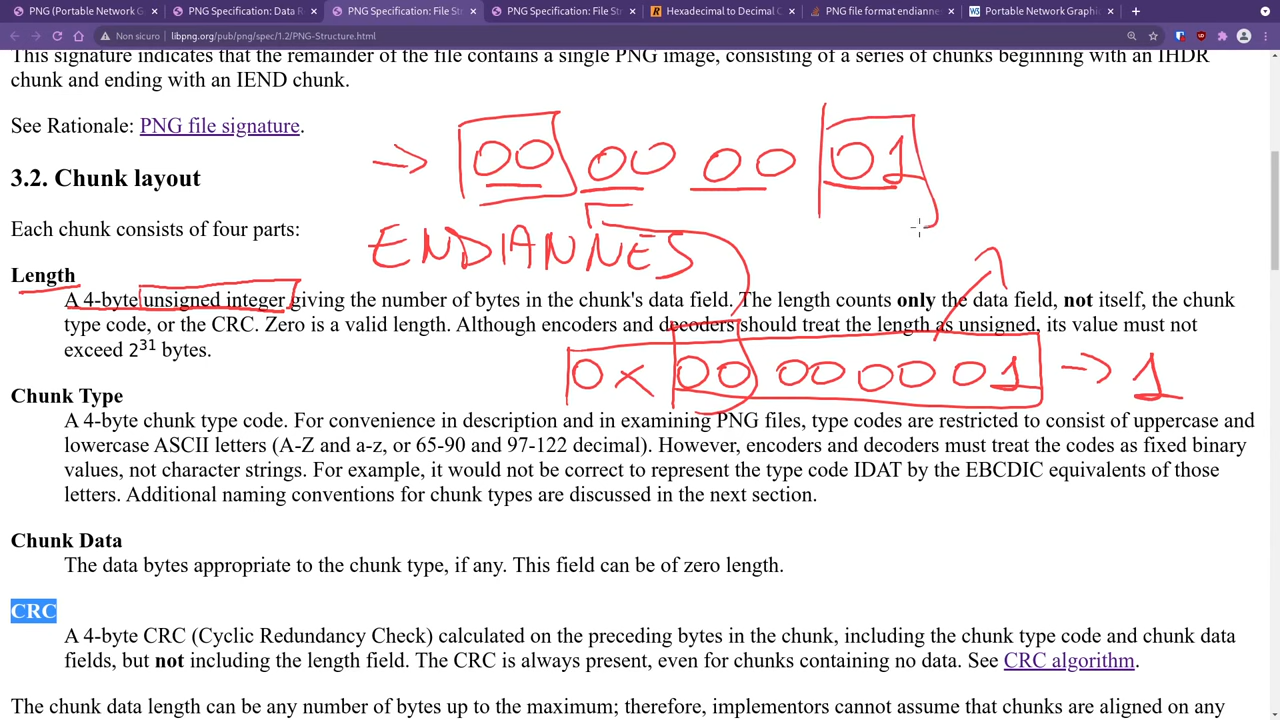 PNG (Portable Network G
PNG Specification: Data R
PNG Specification: File St
PNG Specification: File St
Hexadecimal to Decimal C
PNG file format endiannes
Portable Network Graphic
Non sicuro
libpng.org/pub/png/spec/1.2/PNG-Structure.html
This signature indicates that the remainder of the file contains a single PNG image, consisting of a series of chunks beginning with an IHDR
chunk and ending with an IEND chunk.
See Rationale: PNG file signature.
→ 00 00 00 01
3.2. Chunk layout
Each chunk consists of four parts:
ENDIANNES
Length
A 4-byte unsigned integer giving the number of bytes in the chunk's data field. The length counts only the data field, not itself, the chunk
type code, or the CRC. Zero is a valid length. Although encoders and decoders should treat the length as unsigned, its value must not
exceed 2^31 bytes.
0x 00 00 00 01 → 1
Chunk Type
A 4-byte chunk type code. For convenience in description and in examining PNG files, type codes are restricted to consist of uppercase and
lowercase ASCII letters (A-Z and a-z, or 65-90 and 97-122 decimal). However, encoders and decoders must treat the codes as fixed binary
values, not character strings. For example, it would not be correct to represent the type code IDAT by the EBCDIC equivalents of those
letters. Additional naming conventions for chunk types are discussed in the next section.
Chunk Data
The data bytes appropriate to the chunk type, if any. This field can be of zero length.
CRC
A 4-byte CRC (Cyclic Redundancy Check) calculated on the preceding bytes in the chunk, including the chunk type code and chunk data
fields, but not including the length field. The CRC is always present, even for chunks containing no data. See CRC algorithm.
The chunk data length can be any number of bytes up to the maximum; therefore, implementors cannot assume that chunks are aligned on any